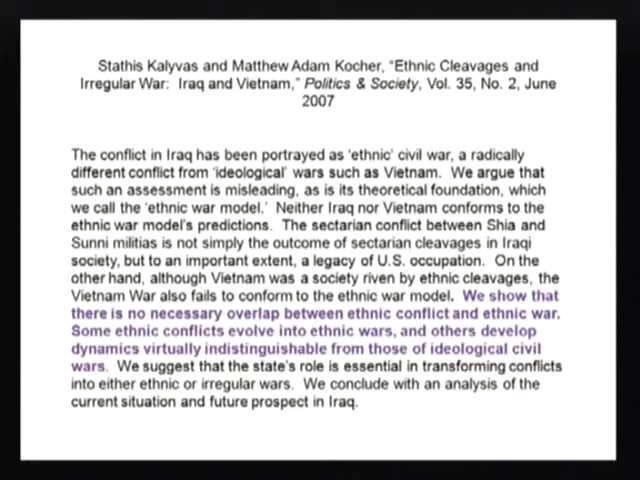 Stathis Kalyvas and Matthew Adam Kocher, “Ethnic Cleavages and
Irregular War: Iraq and Vietnam,” Politics & Society, Vol. 35, No. 2, June
2007
The conflict in Iraq has been portrayed as ‘ethnic’ civil war, a radically
different conflict from ‘ideological’ wars such as Vietnam. We argue that
such an assessment is misleading, as is its theoretical foundation, which
we call the ‘ethnic war model.’ Neither Iraq nor Vietnam conforms to the
ethnic war model’s predictions. The sectarian conflict between Shia and
Sunni militias is not simply the outcome of sectarian cleavages in Iraqi
society, but to an important extent, a legacy of U.S. occupation. On the
other hand, although Vietnam was a society riven by ethnic cleavages, the
Vietnam War also fails to conform to the ethnic war model. We show that
there is no necessary overlap between ethnic conflict and ethnic war.
Some ethnic conflicts evolve into ethnic wars, and others develop
dynamics virtually indistinguishable from those of ideological civil
wars. We suggest that the state’s role is essential in transforming conflicts
into either ethnic or irregular wars. We conclude with an analysis of the
current situation and future prospect in Iraq.